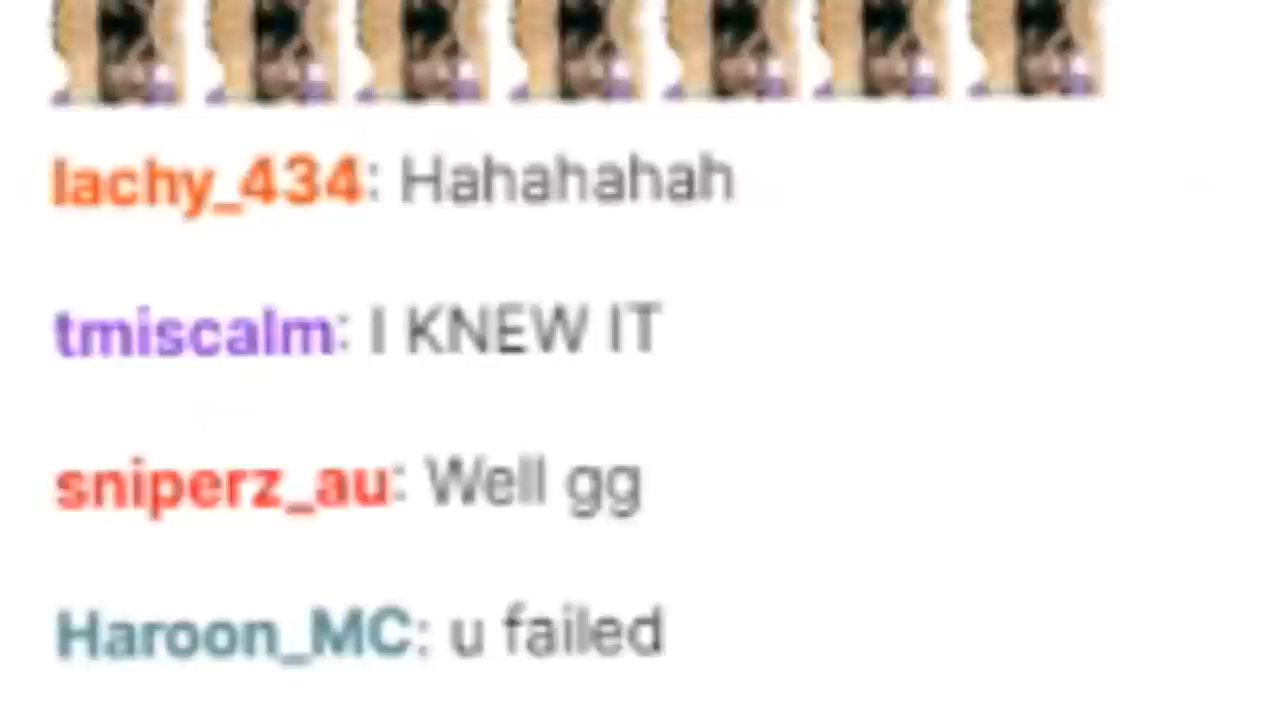 lachy_434: Hahahahah
tmiscalm: I KNEW IT
sniperz_au: Well gg
Haroon_MC: u failed